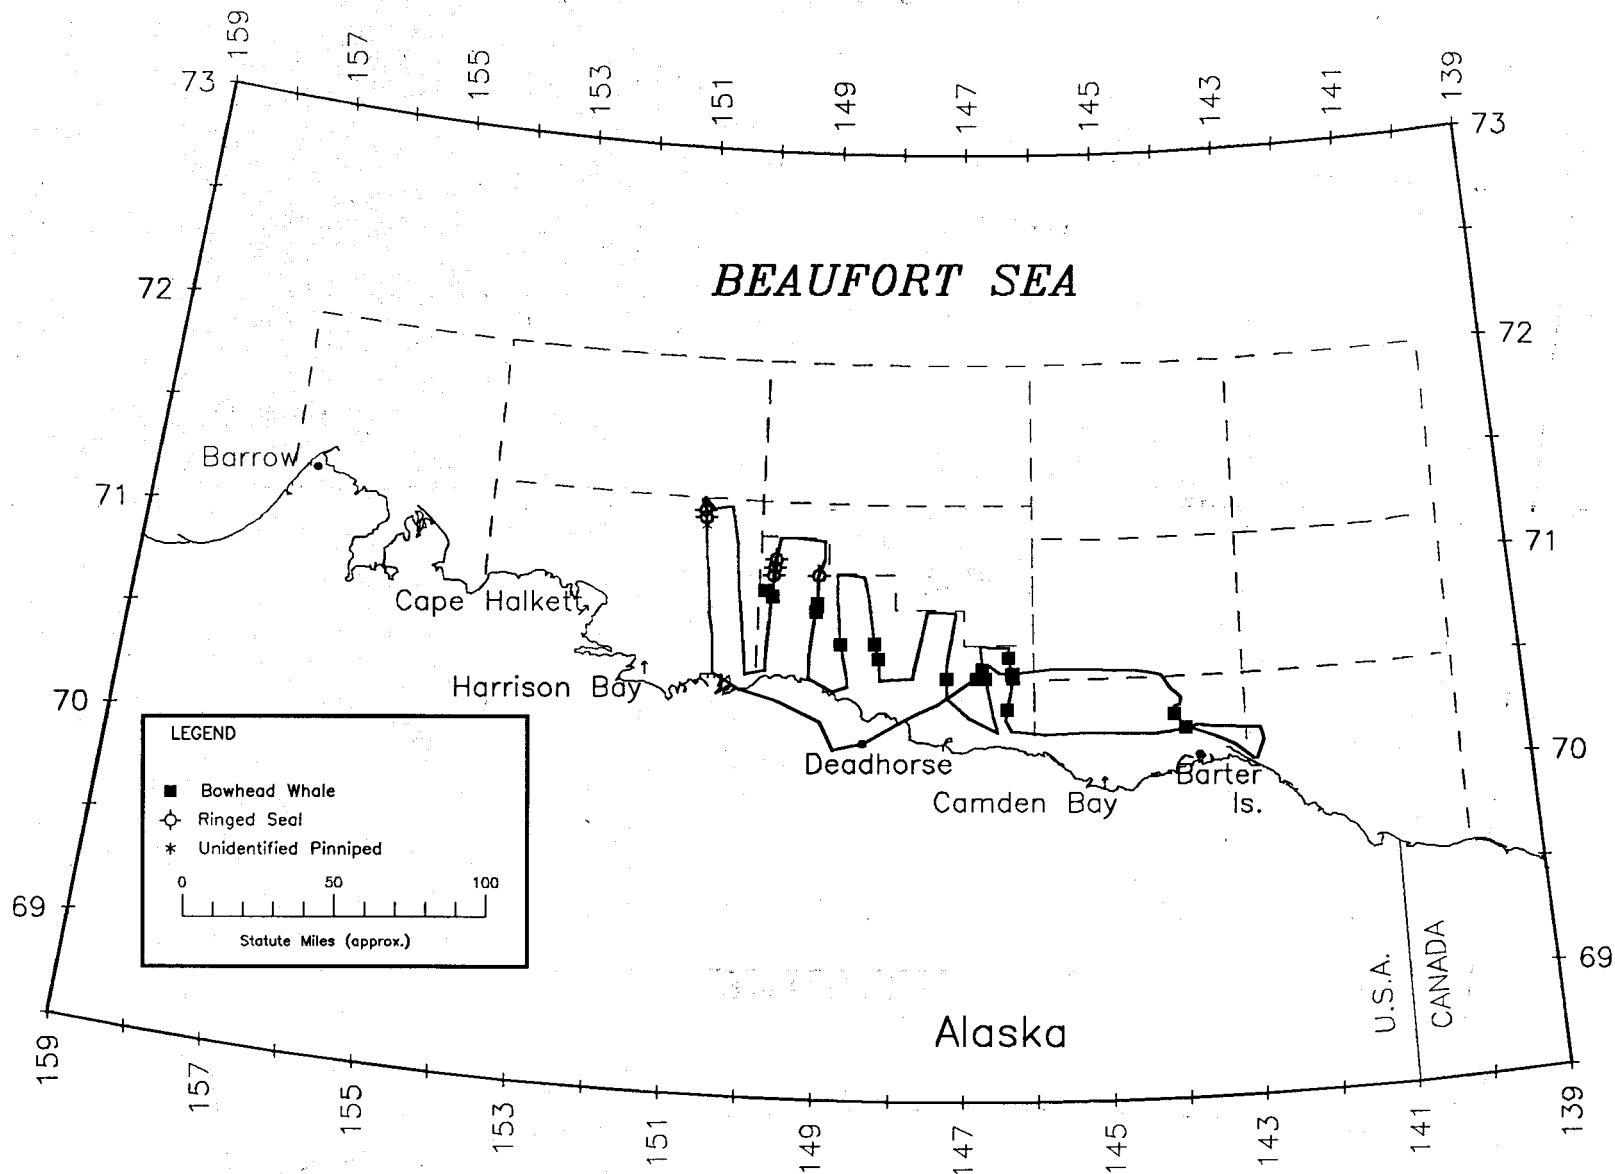 159
157
155
153
151
149
147
145
143
141
139
73
73
BEAUFORT SEA
72
72
Barrow
71
71
Cape Halkett
Harrison Bay
70
70
Deadhorse
Camden Bay
Barter
Is.
LEGEND
Bowhead Whale
Ringed Seal
Unidentified Pinniped
0 50 100
Statute Miles (approx.)
69
69
U.S.A.
CANADA
Alaska
159
157
155
153
151
149
147
145
143
141
139